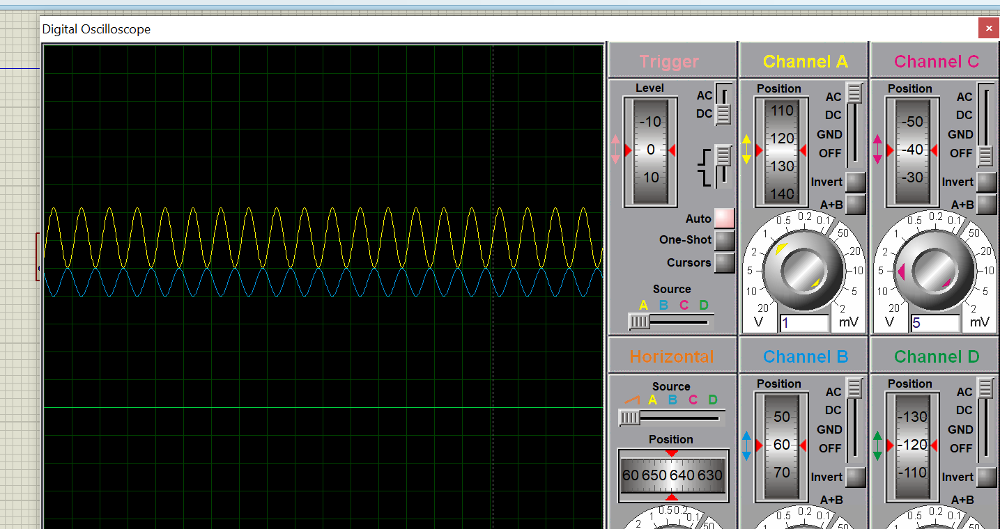 Digital Oscilloscope
×
Trigger
Level
AC
DC
-10
0
10
Auto
One-Shot
Cursors
Source
A B C D
Channel A
Position
110
120
130
140
AC
DC
GND
OFF
Invert
A+B
20 10 5 2 1 0.5 0.2 0.1 50 20 10 5 2
V 1 mV
Channel C
Position
-50
-40
-30
AC
DC
GND
OFF
Invert
A+B
20 10 5 2 1 0.5 0.2 0.1 50 20 10 5 2
V 5 mV
Horizontal
Source
A B C D
Position
60 650 640 630
2 1 0.5 0.2 0.1 50
Channel B
Position
50
60
70
AC
DC
GND
OFF
Invert
A+B
1 0.5 0.2 0.1 50
Channel D
Position
-130
-120
-110
AC
DC
GND
OFF
Invert
A+B
1 0.5 0.2 0.1 50